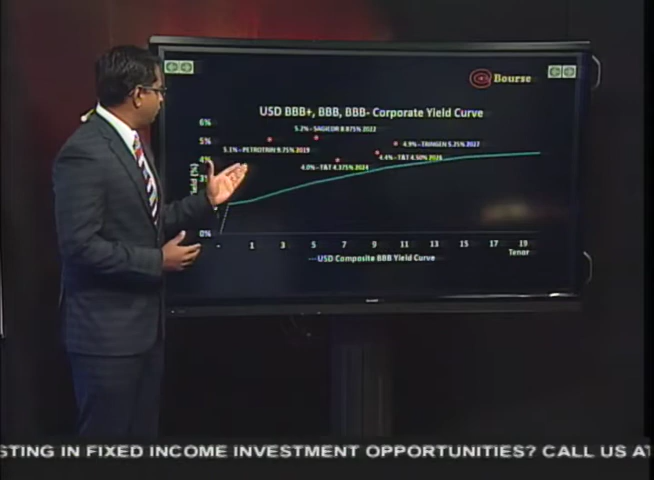 Bourse
USD BBB+, BBB, BBB- Corporate Yield Curve
6%
5.2% - SAGICOR 8.875% 2022
5%
4.9% - TRINGEN 5.25% 2027
5.1% - PETROTRIN 9.75% 2019
4.4% - T&T 4.50% 2026
4%
4.0% - T&T 4.375% 2024
3%
Yield (%)
0%
- 1 3 5 7 9 11 13 15 17 19
Tenor
USD Composite BBB Yield Curve
STING IN FIXED INCOME INVESTMENT OPPORTUNITIES? CALL US AT